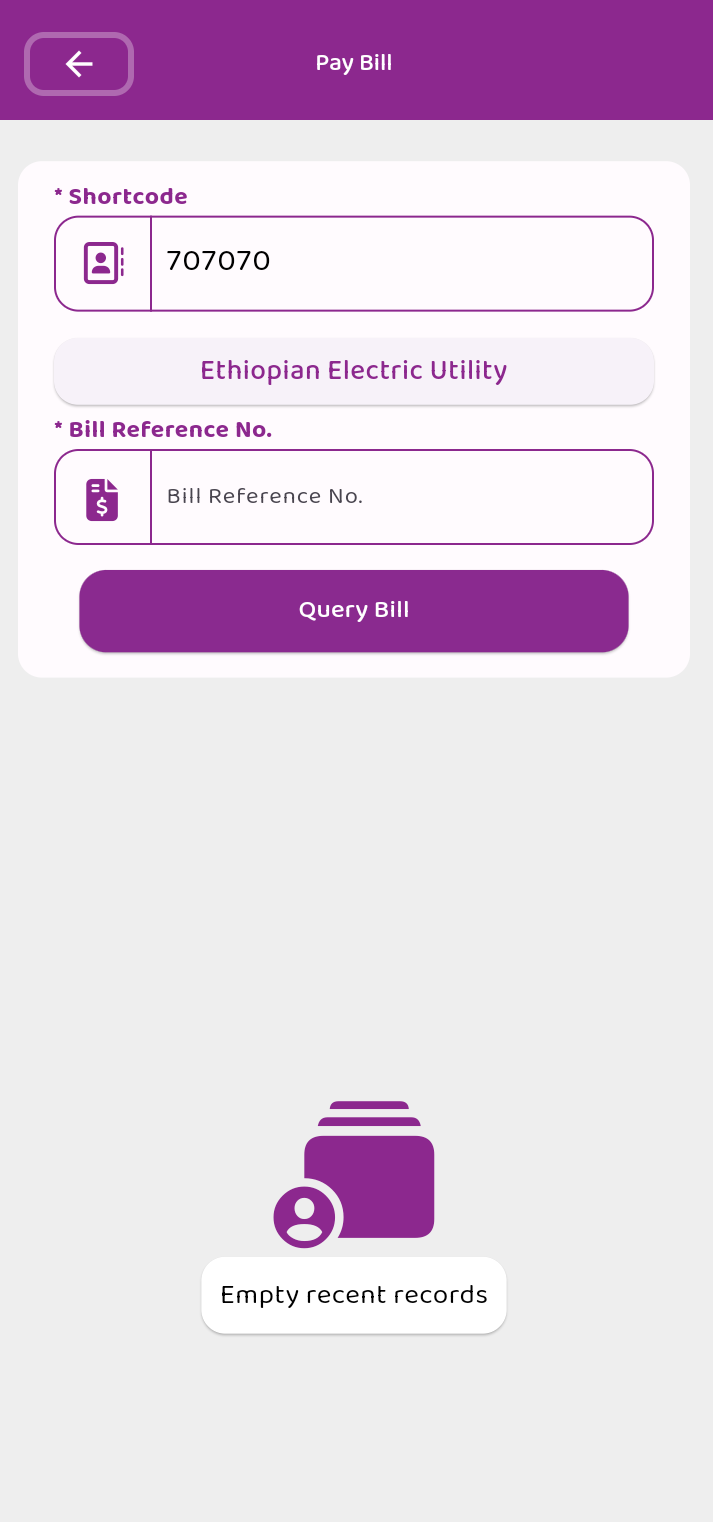 Pay Bill
* Shortcode
707070
Ethiopian Electric Utility
* Bill Reference No.
Bill Reference No.
Query Bill
Empty recent records